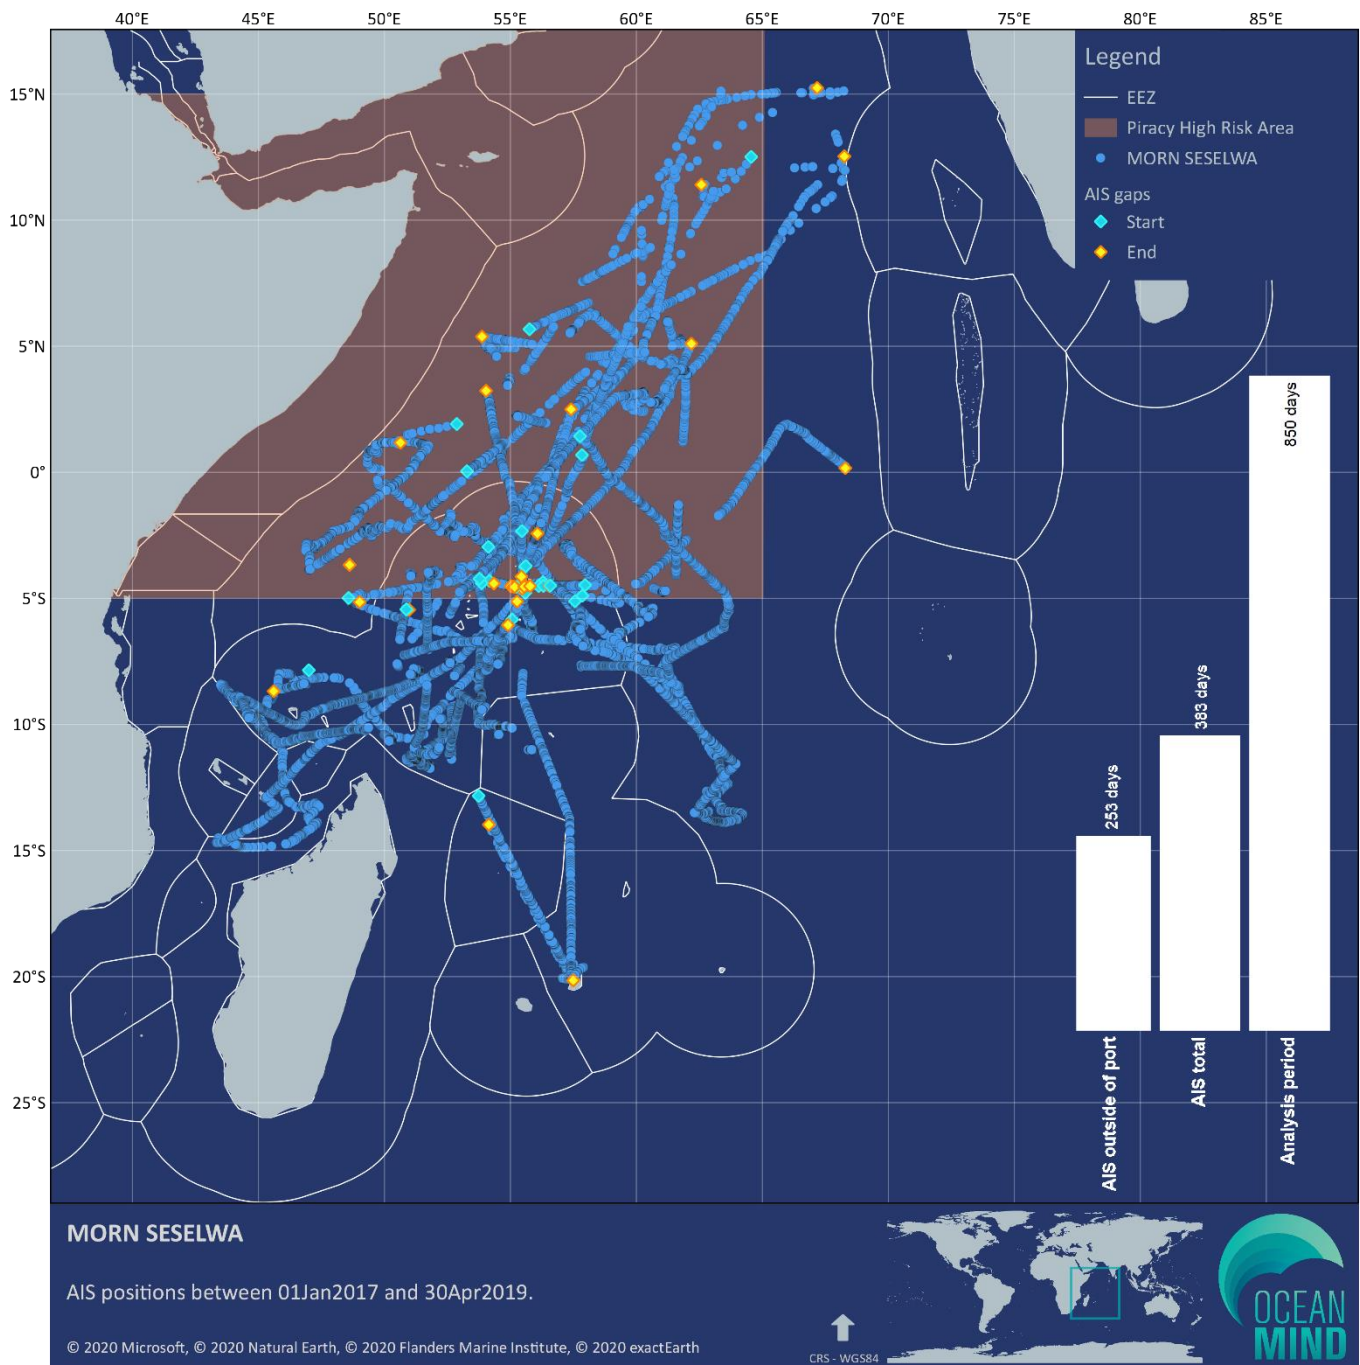 40°E 45°E 50°E 55°E 60°E 65°E 70°E 75°E 80°E 85°E
15°N
10°N
5°N
0°
5°S
10°S
15°S
20°S
25°S
Legend
EEZ
Piracy High Risk Area
MORN SESELWA
AIS gaps
Start
End
253 days
383 days
850 days
AIS outside of port
AIS total
Analysis period
MORN SESELWA
AIS positions between 01Jan2017 and 30Apr2019.
© 2020 Microsoft, © 2020 Natural Earth, © 2020 Flanders Marine Institute, © 2020 exactEarth
CRS - WGS84
OCEAN
MIND